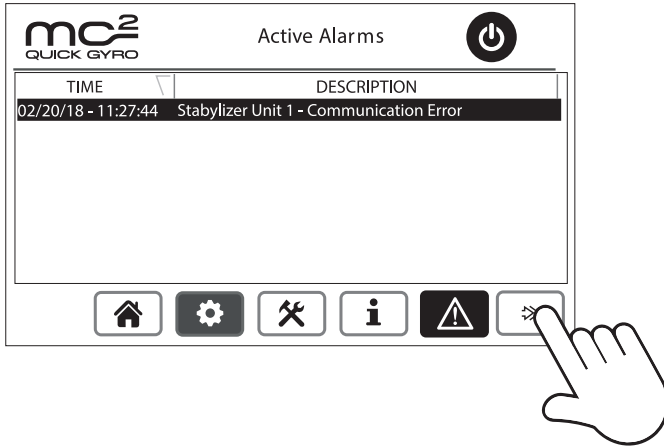 mc²
QUICK GYRO
Active Alarms
TIME DESCRIPTION
02/20/18 - 11:27:44 Stabylizer Unit 1 - Communication Error